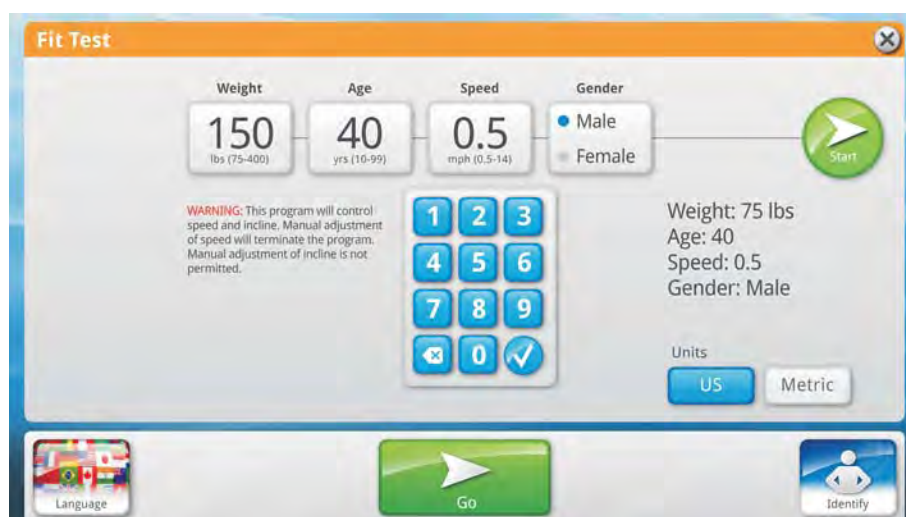 Fit Test
Weight
Age
Speed
Gender
150
lbs (75-400)
40
yrs (10-99)
0.5
mph (0.5-14)
Male
Female
Start
WARNING: This program will control
speed and incline. Manual adjustment
of speed will terminate the program.
Manual adjustment of incline is not
permitted.
1 2 3
4 5 6
7 8 9
0
Weight: 75 lbs
Age: 40
Speed: 0.5
Gender: Male
Units
US
Metric
Language
Go
Identify